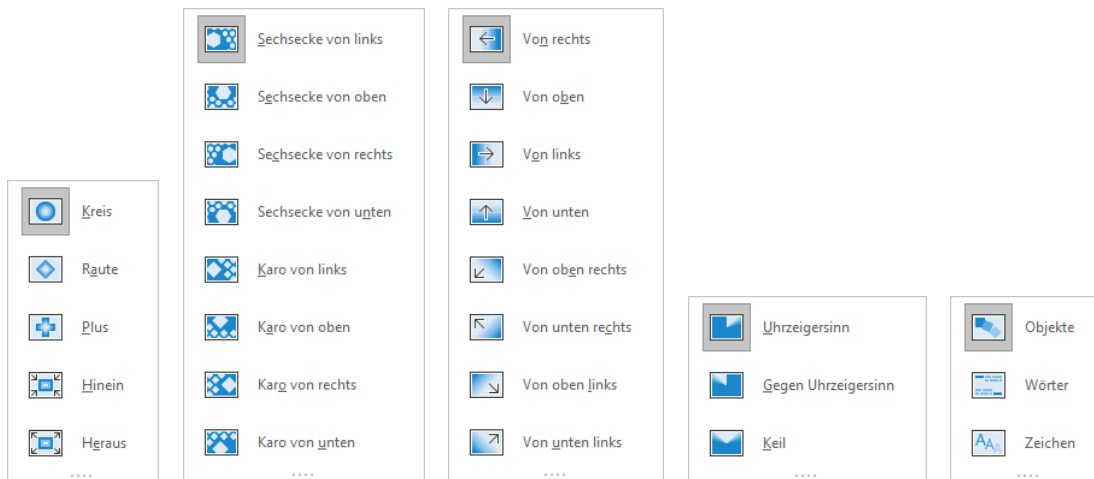 Kreis
Raute
Plus
Hinein
Heraus
Sechsecke von links
Sechsecke von oben
Sechsecke von rechts
Sechsecke von unten
Karo von links
Karo von oben
Karo von rechts
Karo von unten
Von rechts
Von oben
Von links
Von unten
Von oben rechts
Von unten rechts
Von oben links
Von unten links
Uhrzeigersinn
Gegen Uhrzeigersinn
Keil
Objekte
Wörter
AAA Zeichen